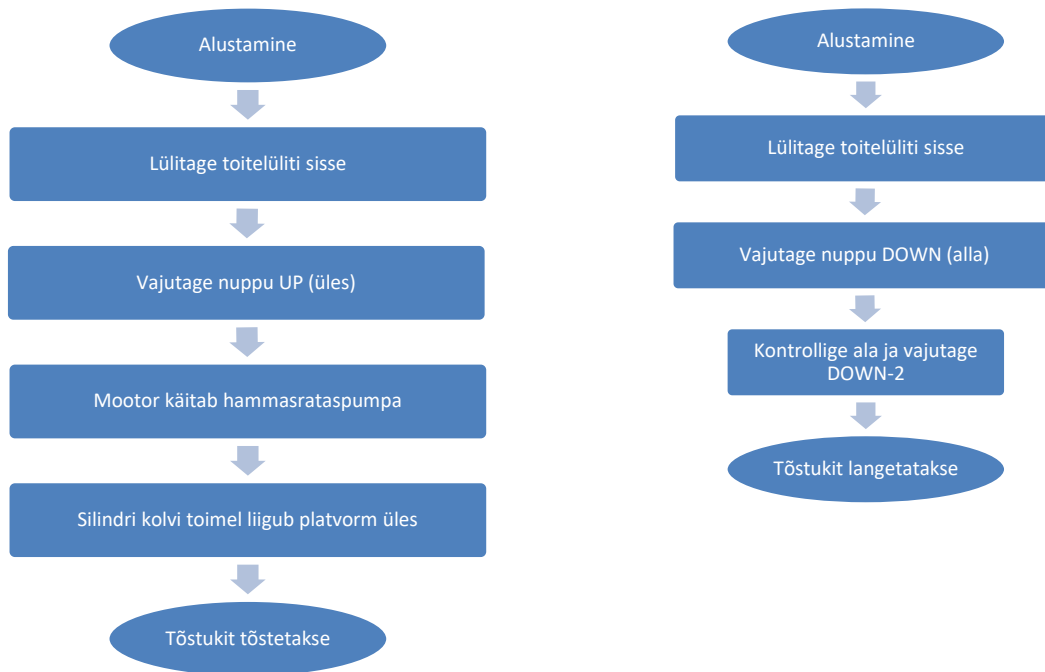 Alustamine
Lülitage toitelüliti sisse
Vajutage nuppu UP (üles)
Mootor käitab hammasrataspumpa
Silindri kolvi toimel liigub platvorm üles
Tõstukit tõstetakse
Alustamine
Lülitage toitelüliti sisse
Vajutage nuppu DOWN (alla)
Kontrollige ala ja vajutage
DOWN-2
Tõstukit langetatakse